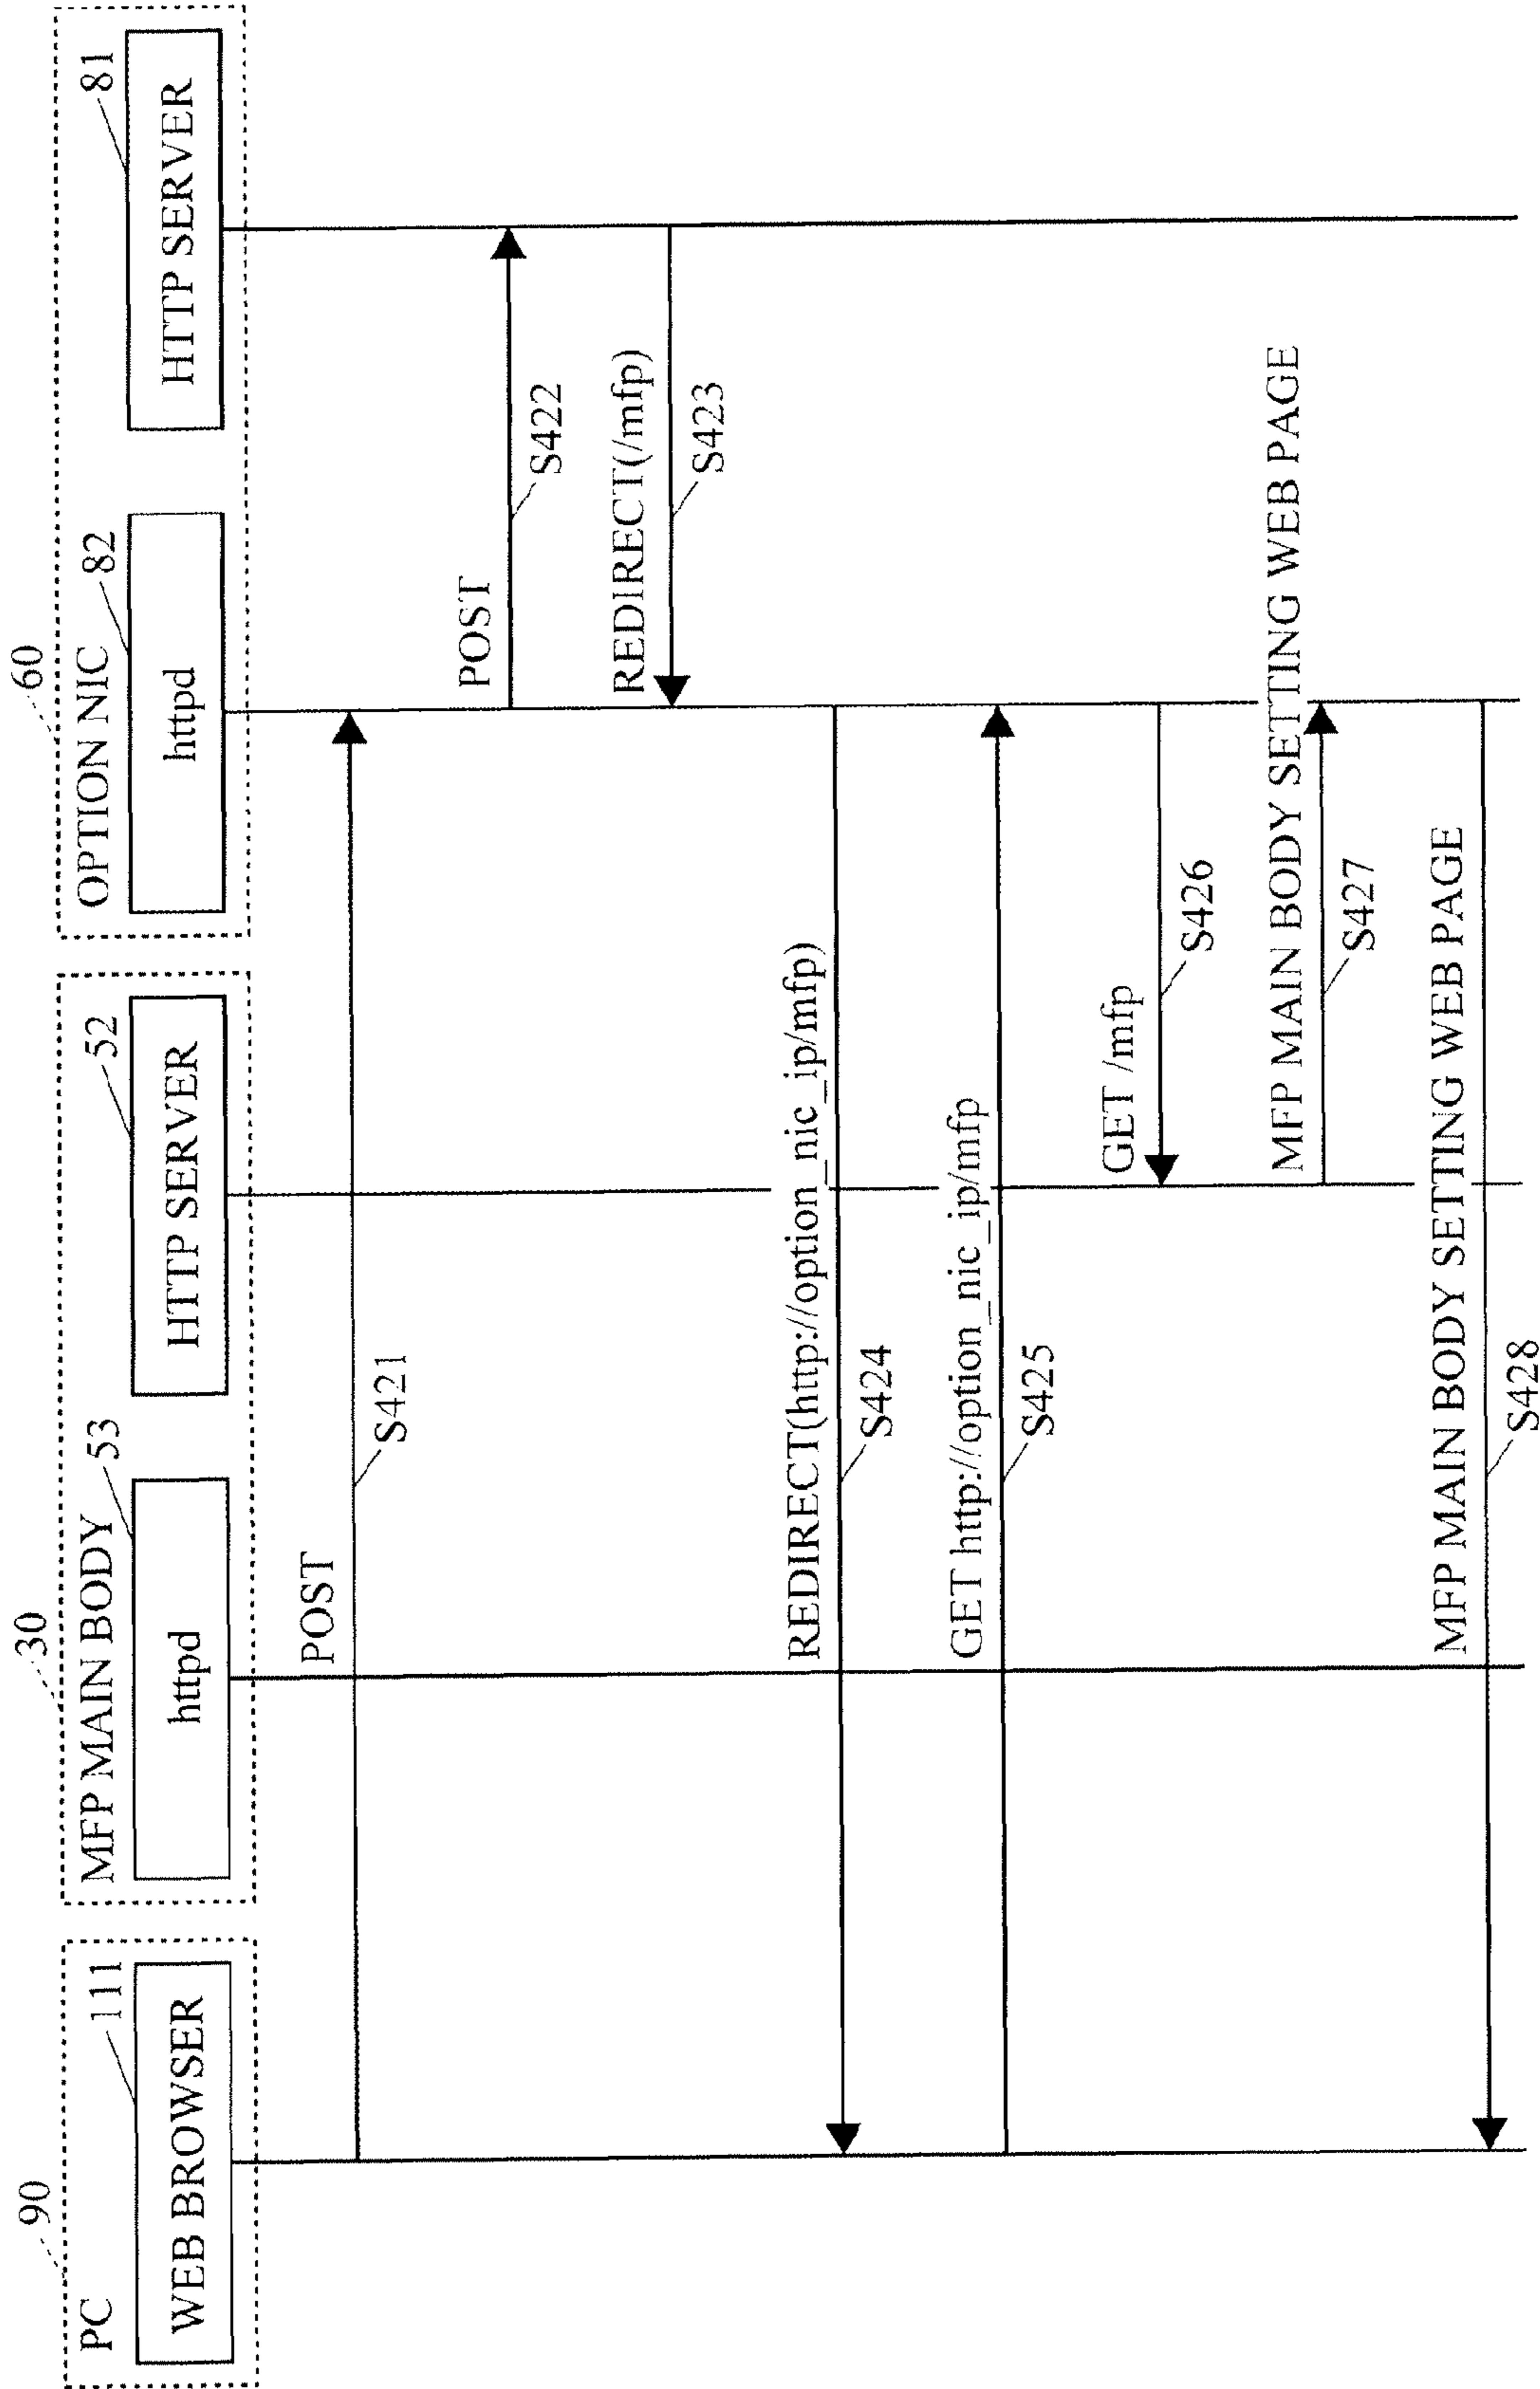 90
PC
111
WEB BROWSER
30
MFP MAIN BODY
53
httpd
52
HTTP SERVER
60
OPTION NIC
82
httpd
81
HTTP SERVER
POST
S421
POST
S422
REDIRECT(/mfp)
S423
REDIRECT(http://option_nic_ip/mfp)
S424
GET http://option_nic_ip/mfp
S425
GET /mfp
S426
MFP MAIN BODY SETTING WEB PAGE
S427
MFP MAIN BODY SETTING WEB PAGE
S428